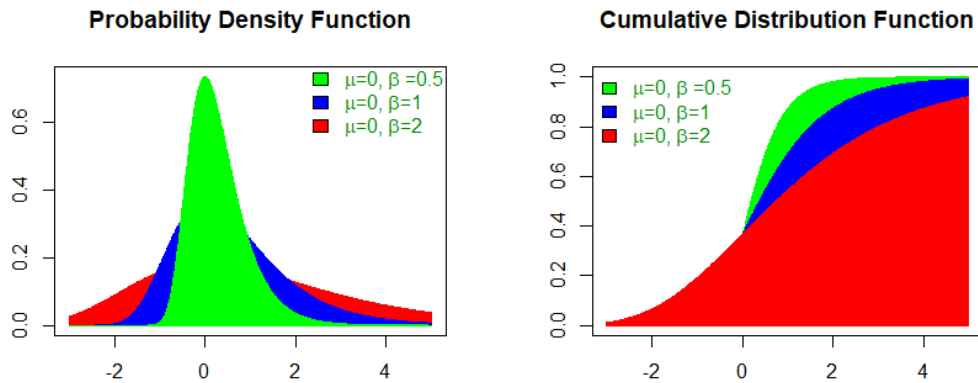 Probability Density Function
μ=0, β =0.5
μ=0, β=1
μ=0, β=2
0.0
0.2
0.4
0.6
-2
0
2
4
Cumulative Distribution Function
μ=0, β =0.5
μ=0, β=1
μ=0, β=2
0.0
0.2
0.4
0.6
0.8
1.0
-2
0
2
4